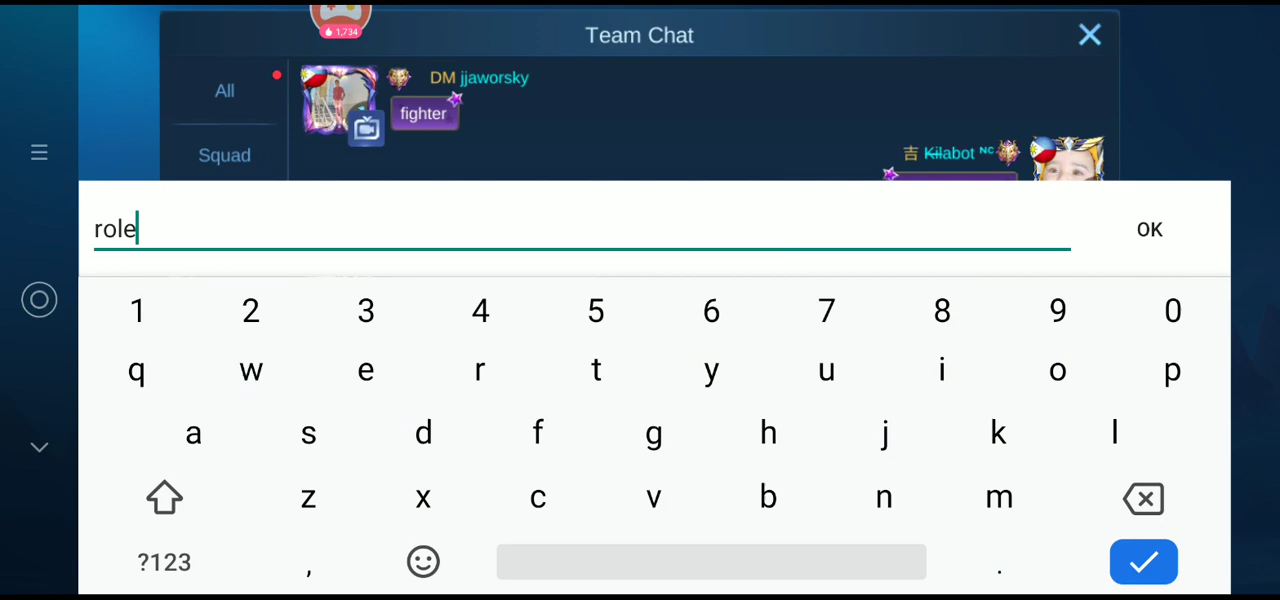 1,734
Team Chat
All
DM jjaworsky
fighter
Squad
吉 Kilabot ᴺᶜ
role
OK
1 2 3 4 5 6 7 8 9 0
q w e r t y u i o p
a s d f g h j k l
z x c v b n m
?123 , .